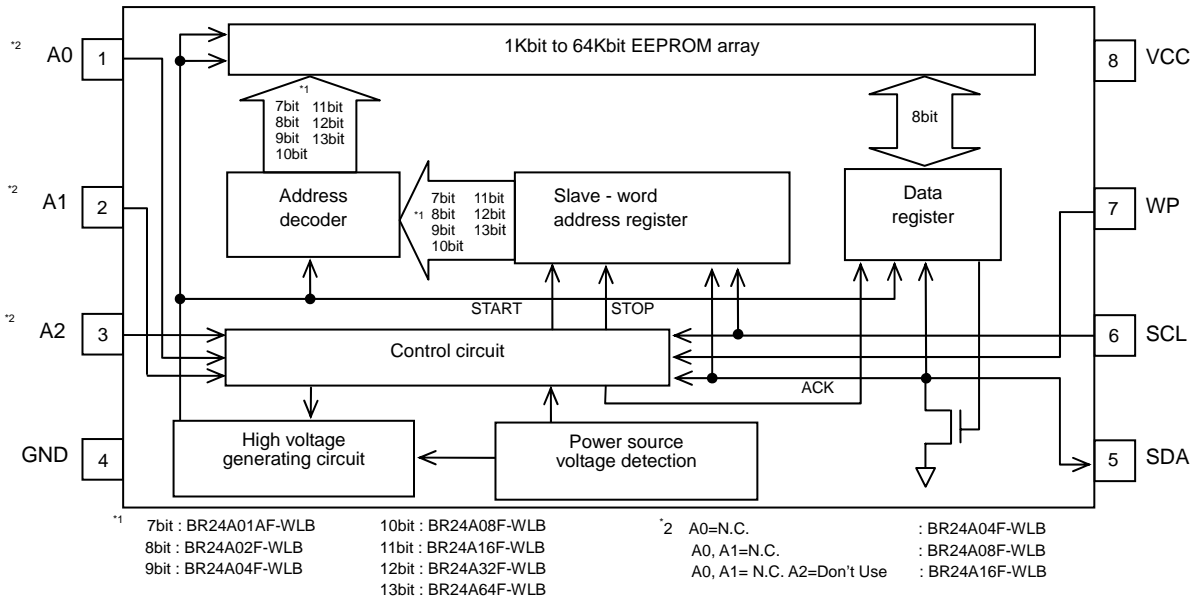 1Kbit to 64Kbit EEPROM array
*2 A0 1
8 VCC
*1
7bit 11bit
8bit 12bit
9bit 13bit
10bit
8bit
*2 A1 2
Address
decoder
*1
7bit 11bit
8bit 12bit
9bit 13bit
10bit
Slave - word
address register
Data
register
7 WP
START STOP
*2 A2 3
Control circuit
6 SCL
ACK
GND 4
High voltage
generating circuit
Power source
voltage detection
5 SDA
*1 7bit : BR24A01AF-WLB
8bit : BR24A02F-WLB
9bit : BR24A04F-WLB
10bit : BR24A08F-WLB
11bit : BR24A16F-WLB
12bit : BR24A32F-WLB
13bit : BR24A64F-WLB
*2 A0=N.C. : BR24A04F-WLB
A0, A1=N.C. : BR24A08F-WLB
A0, A1= N.C. A2=Don't Use : BR24A16F-WLB